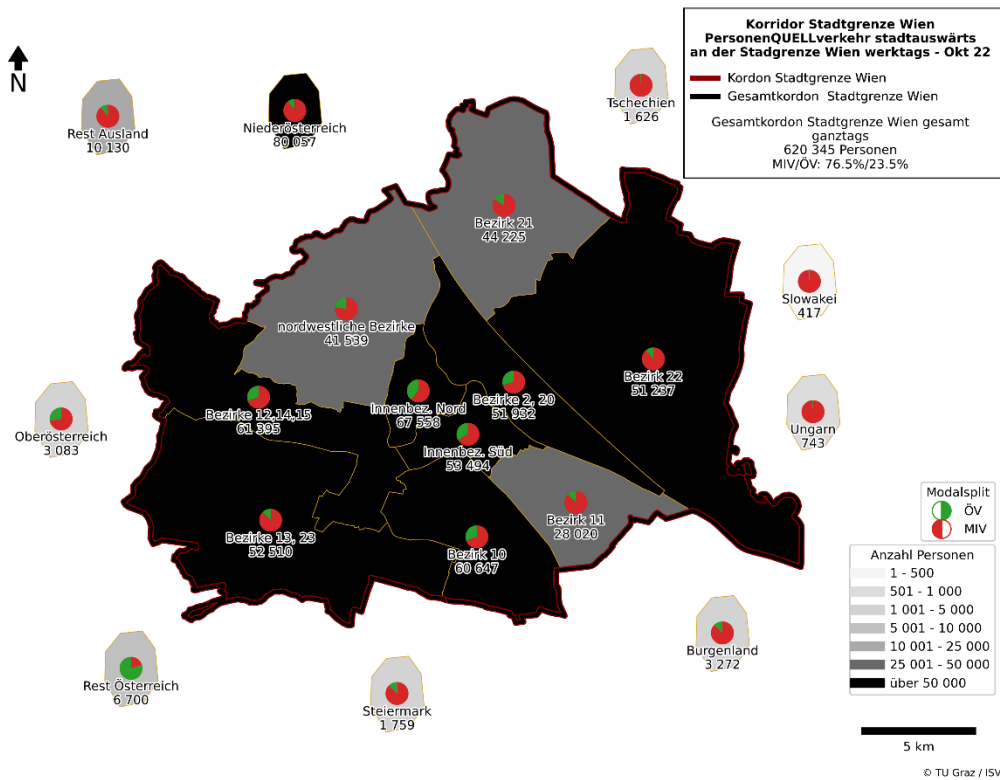 Korridor Stadtgrenze Wien
PersonenQUELLverkehr stadtauswärts
an der Stadgrenze Wien werktags - Okt 22
Kordon Stadtgrenze Wien
Gesamtkordon Stadtgrenze Wien
Gesamtkordon Stadtgrenze Wien gesamt
ganztags
620 345 Personen
MIV/ÖV: 76.5%/23.5%
N
Rest Ausland
10 130
Niederösterreich
80 057
Tschechien
1 626
Bezirk 21
44 225
Slowakei
417
nordwestliche Bezirke
41 539
Bezirk 22
51 237
Bezirke 12,14,15
61 395
Innenbez. Nord
67 558
Bezirke 2, 20
51 932
Oberösterreich
3 083
Ungarn
743
Innenbez. Süd
53 494
Bezirk 11
28 020
Bezirke 13, 23
52 510
Bezirk 10
60 647
Modalsplit
ÖV
MIV
Anzahl Personen
1 - 500
501 - 1 000
1 001 - 5 000
5 001 - 10 000
10 001 - 25 000
25 001 - 50 000
über 50 000
Burgenland
3 272
Rest Österreich
6 700
Steiermark
1 759
5 km
© TU Graz / ISV